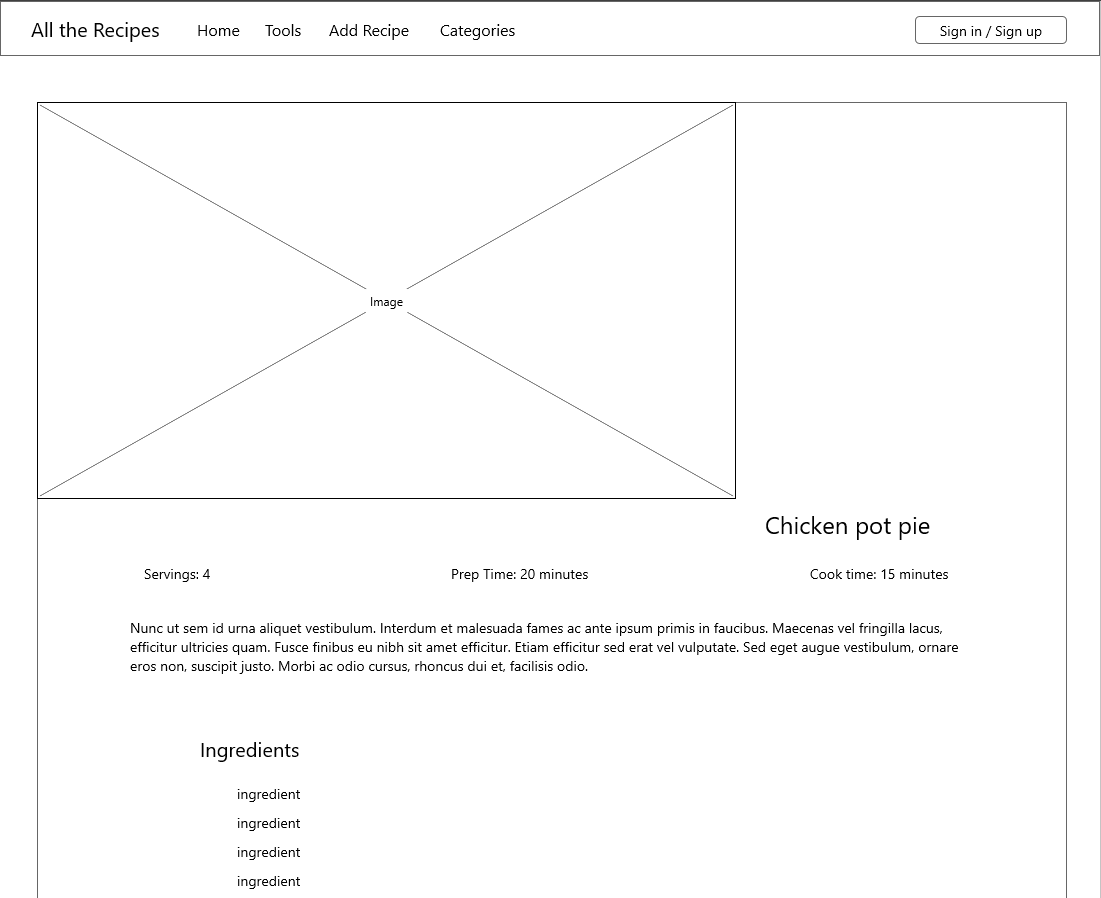 All the Recipes Home Tools Add Recipe Categories Sign in / Sign up
Image
Chicken pot pie
Servings: 4 Prep Time: 20 minutes Cook time: 15 minutes
Nunc ut sem id urna aliquet vestibulum. Interdum et malesuada fames ac ante ipsum primis in faucibus. Maecenas vel fringilla lacus,
efficitur ultricies quam. Fusce finibus eu nibh sit amet efficitur. Etiam efficitur sed erat vel vulputate. Sed eget augue vestibulum, ornare
eros non, suscipit justo. Morbi ac odio cursus, rhoncus dui et, facilisis odio.
Ingredients
ingredient
ingredient
ingredient
ingredient